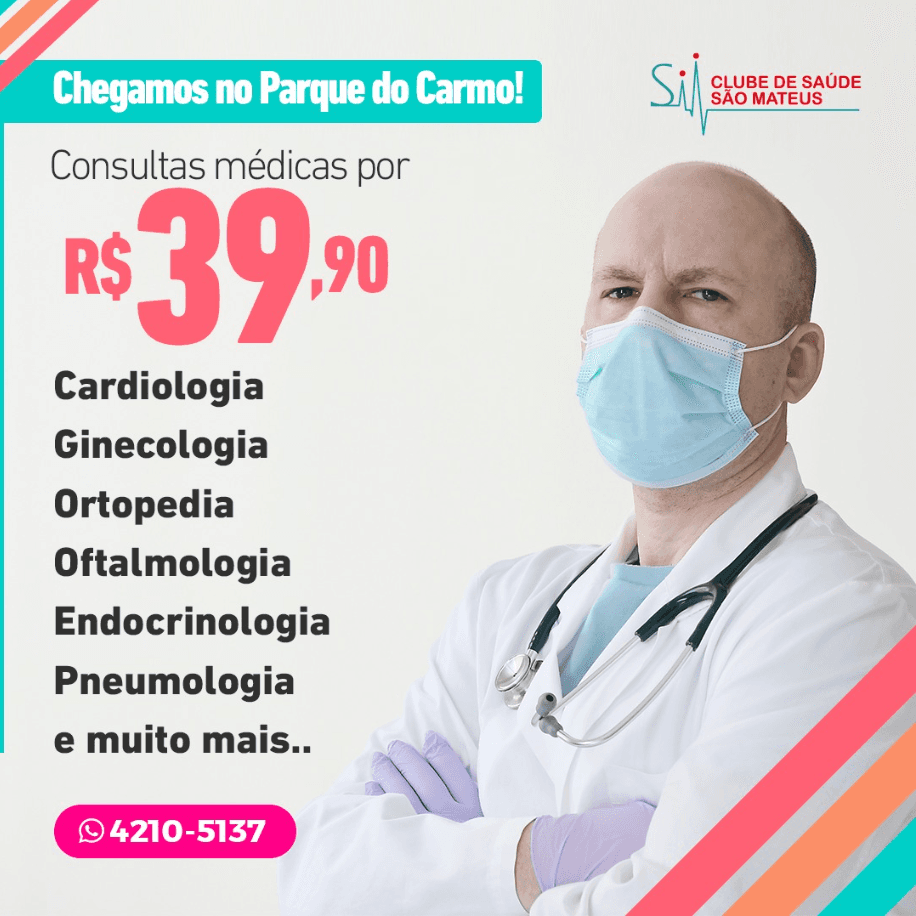 Chegamos no Parque do Carmo!
CLUBE DE SAÚDE
SÃO MATEUS
Consultas médicas por
R$39,90
Cardiologia
Ginecologia
Ortopedia
Oftalmologia
Endocrinologia
Pneumologia
e muito mais..
4210-5137